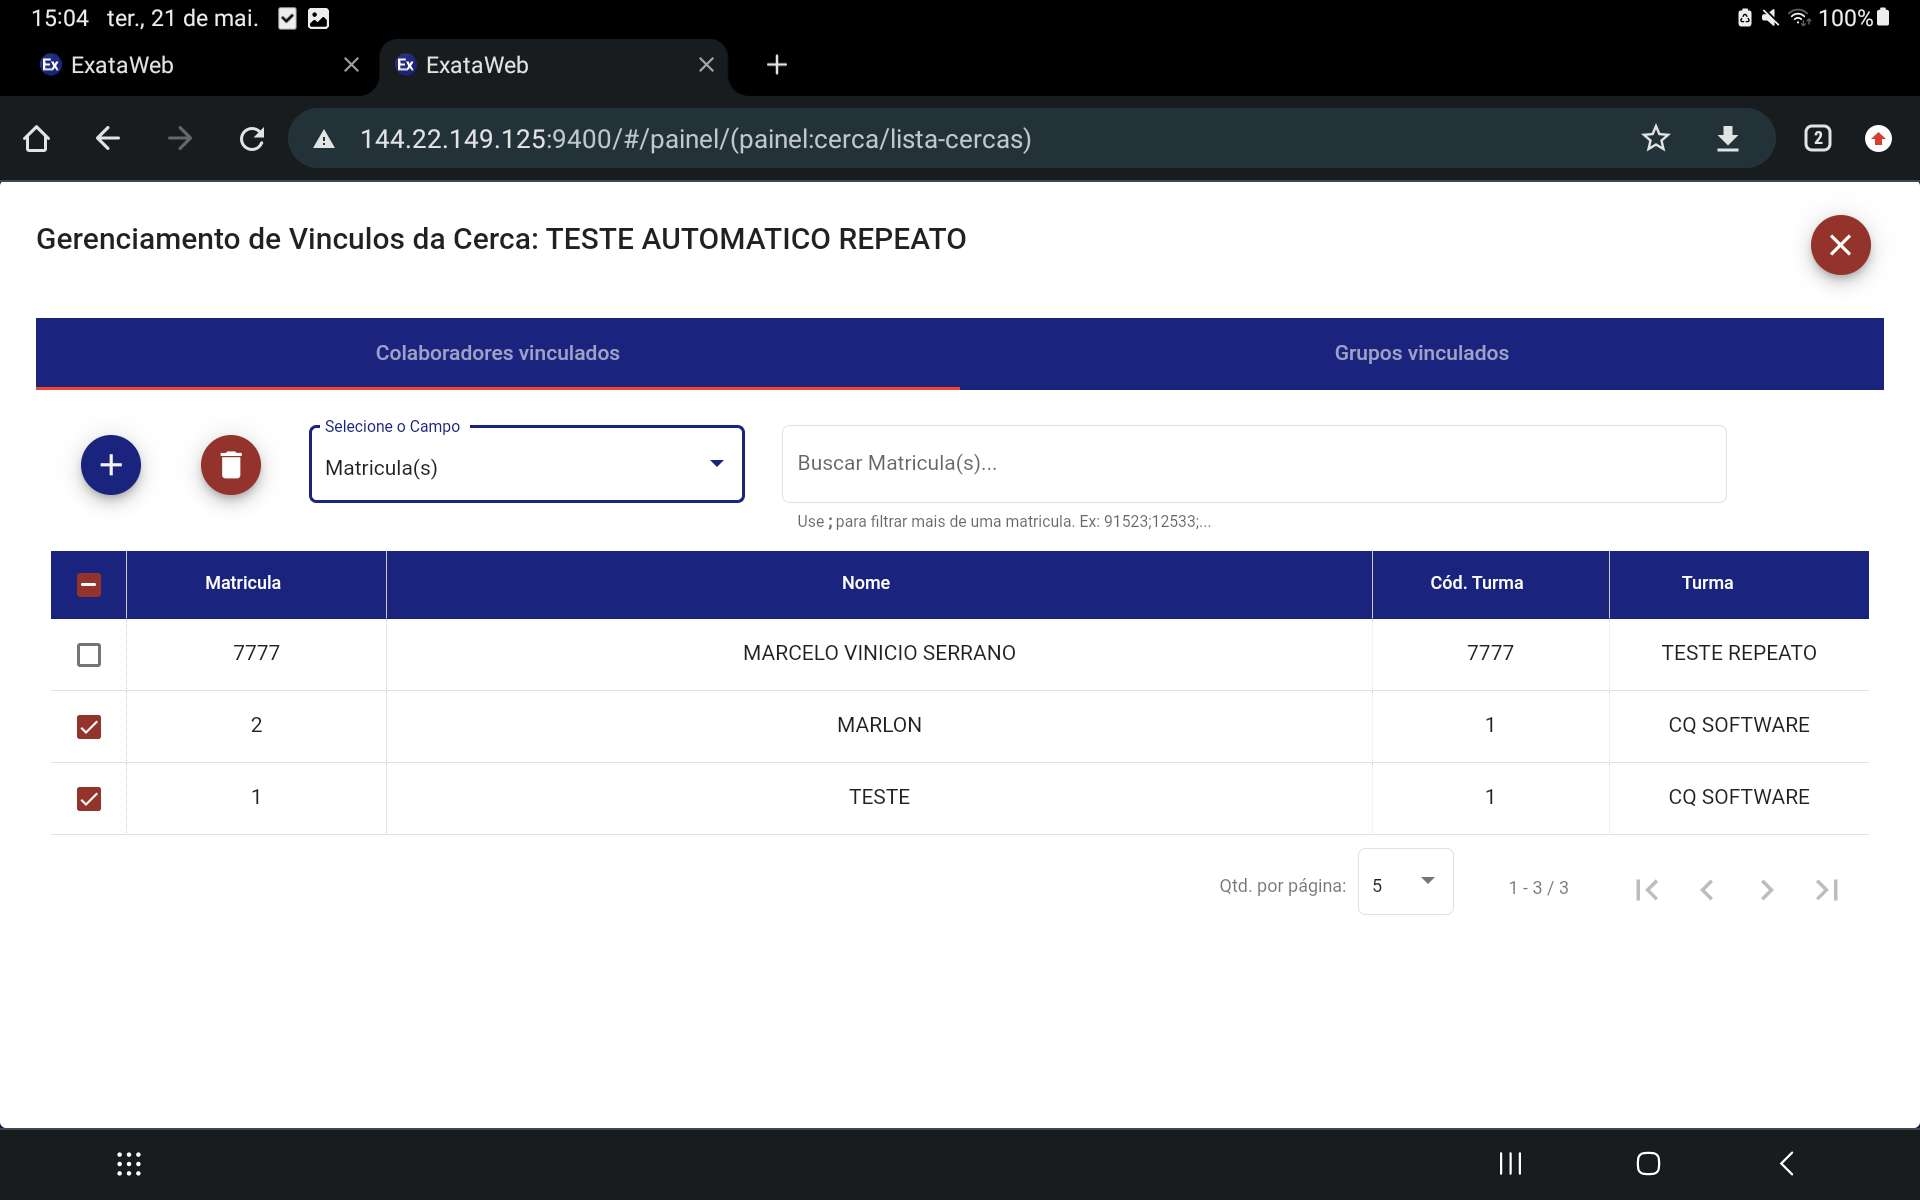 15:04 ter., 21 de mai.
100%
Ex ExataWeb
Ex ExataWeb
144.22.149.125:9400/#/painel/(painel:cerca/lista-cercas)
2
Gerenciamento de Vinculos da Cerca: TESTE AUTOMATICO REPEATO
Colaboradores vinculados
Grupos vinculados
Selecione o Campo
Matricula(s)
Buscar Matricula(s)...
Use ; para filtrar mais de uma matricula. Ex: 91523;12533;...
Matricula Nome Cód. Turma Turma
7777 MARCELO VINICIO SERRANO 7777 TESTE REPEATO
2 MARLON 1 CQ SOFTWARE
1 TESTE 1 CQ SOFTWARE
Qtd. por página: 5 1 - 3 / 3